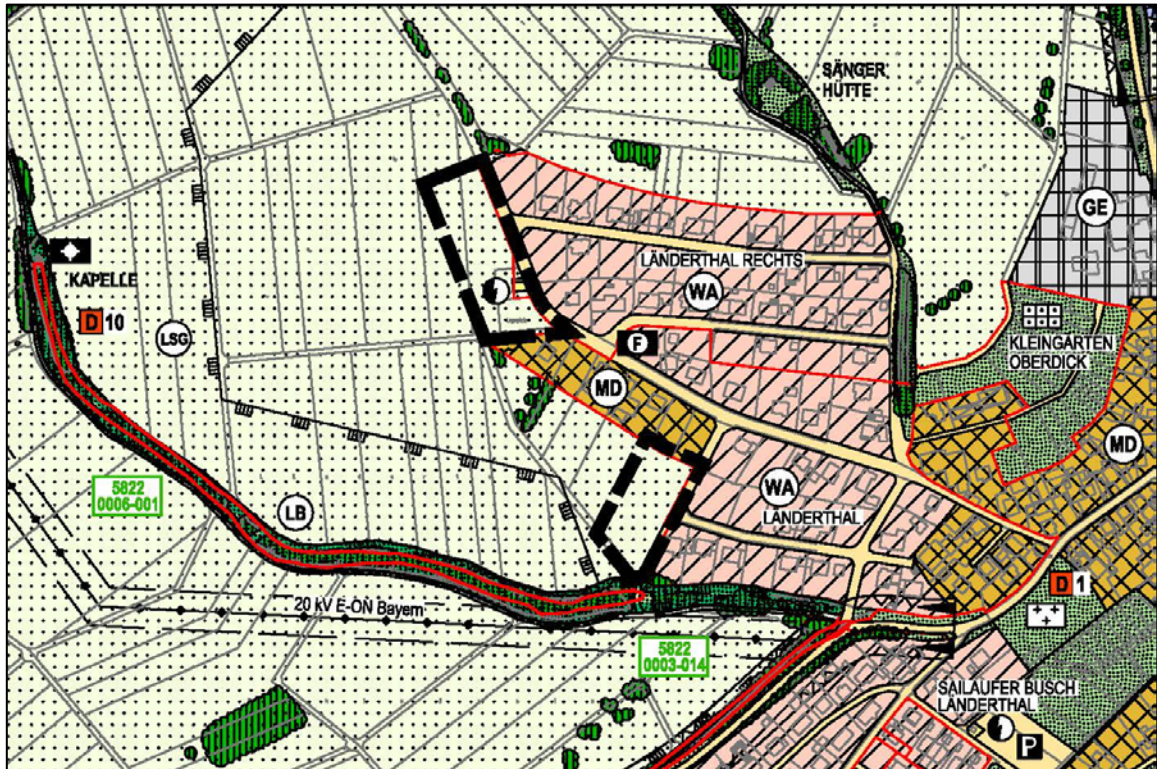 SÄNGER
HÜTTE
GE
LÄNDERTHAL RECHTS
WA
KAPELLE
D 10
LSG
F
KLEINGARTEN
OBERDICK
MD
MD
WA
LÄNDERTHAL
5822
0006-001
LB
20 kV E-ON Bayern
D 1
5822
0003-014
SAILAUFER BUSCH
LÄNDERTHAL
P